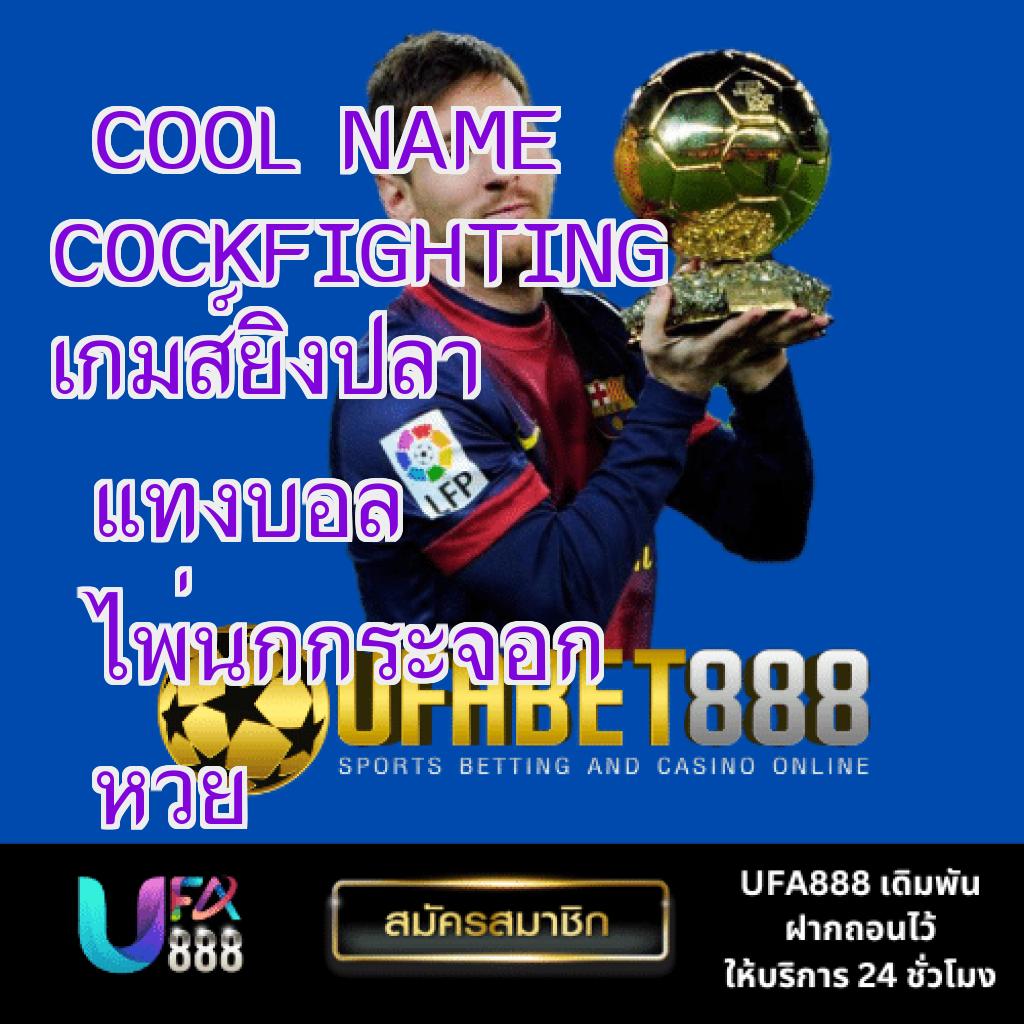 COOL NAME
COCKFIGHTING
เกมส์ยิงปลา
แทงบอล
ไพ่นกกระจอก
หวย
LFP
UFABET888
SPORTS BETTING AND CASINO ONLINE
UFA
888
สมัครสมาชิก
UFA888 เดิมพัน
ฝากถอนไว้
ให้บริการ 24 ชั่วโมง